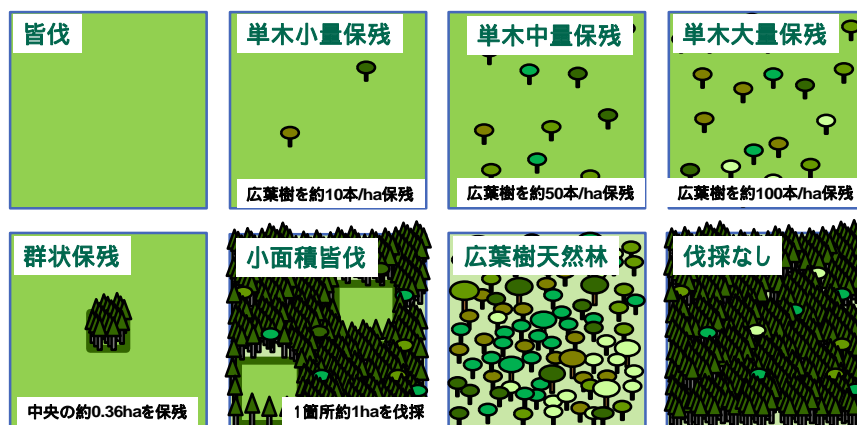 皆伐
単木小量保残
広葉樹を約10本/ha保残
単木中量保残
広葉樹を約50本/ha保残
単木大量保残
広葉樹を約100本/ha保残
群状保残
中央の約0.36haを保残
小面積皆伐
1箇所約1haを伐採
広葉樹天然林
伐採なし